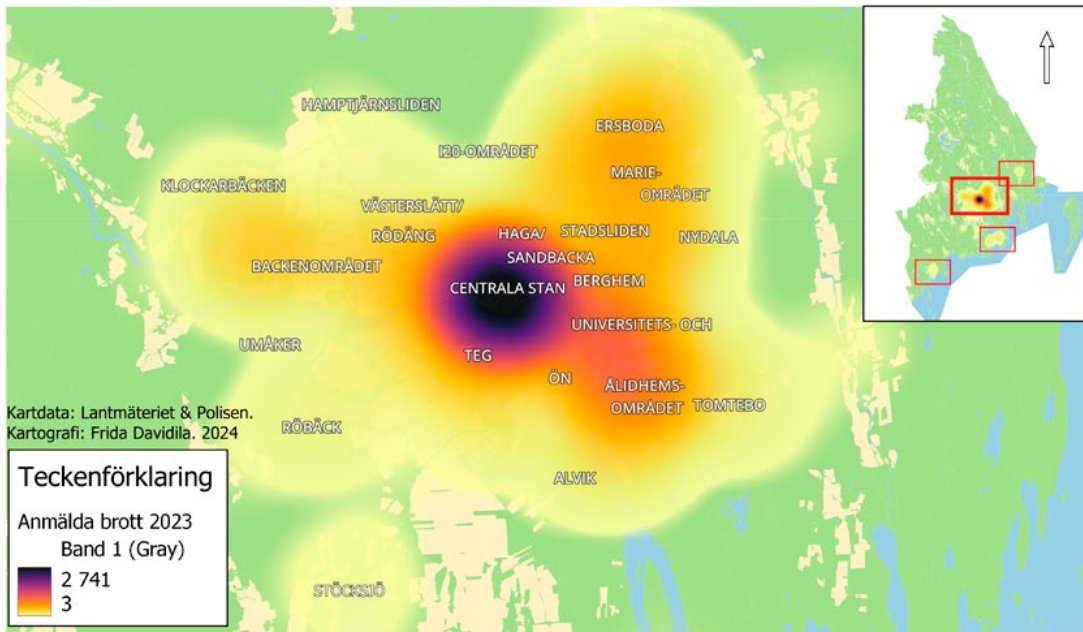 HAMPTJÄRNSLIDEN
ERSBODA
I20-OMRÅDET
MARIE-
OMRÅDET
KLOCKARBÄCKEN
VÄSTERSLÄTT/
RÖDÄNG
HAGA/
SANDBACKA
STADSLIDEN
NYDALA
BACKENOMRÅDET
CENTRALA STAN
BERGHEM
UNIVERSITETS- OCH
ÅLIDHEMS-
OMRÅDET
UMÅKER
TEG
ÖN
TOMTEBO
RÖBÄCK
ALVIK
STÖCKSJÖ
Kartdata: Lantmäteriet & Polisen.
Kartografi: Frida Davidila. 2024
Teckenförklaring
Anmälda brott 2023
Band 1 (Gray)
2 741
3